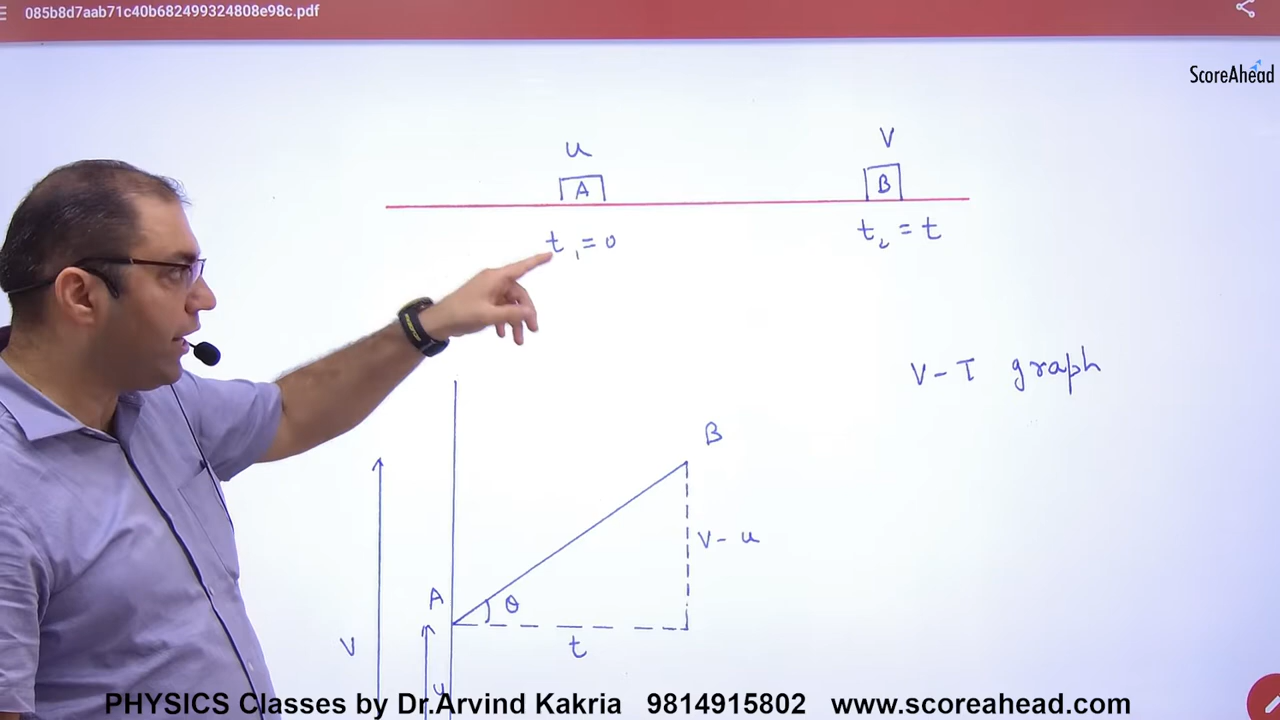 085b8d7aab71c40b682499324808e98c.pdf
ScoreAhead
u
V
A
B
t₁ = 0
t₂ = t
V - T graph
B
V - u
A
θ
t
V
u
PHYSICS Classes by Dr.Arvind Kakria 9814915802 www.scoreahead.com